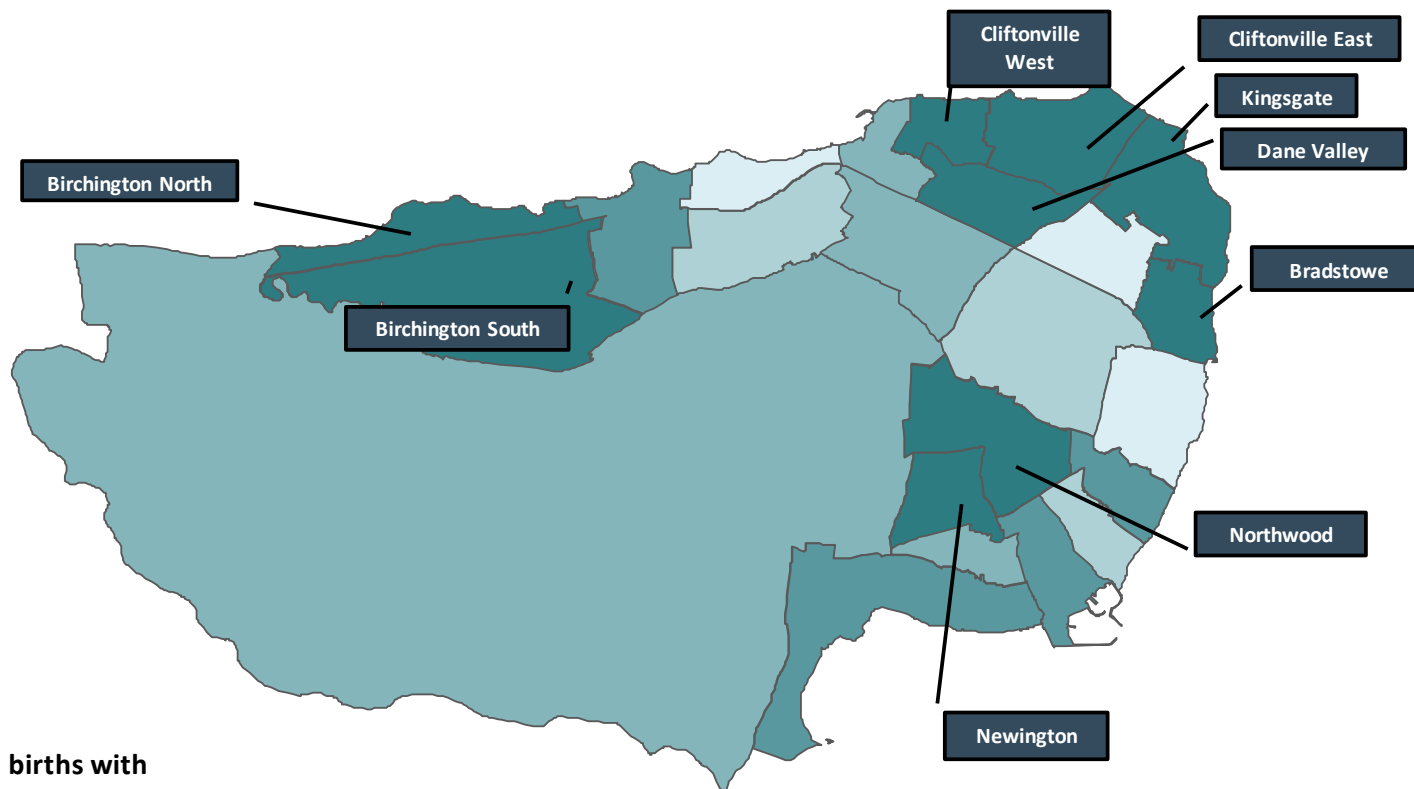 Cliftonville
West
Cliftonville East
Kingsgate
Dane Valley
Birchington North
Bradstowe
Birchington South
Northwood
Newington
births with